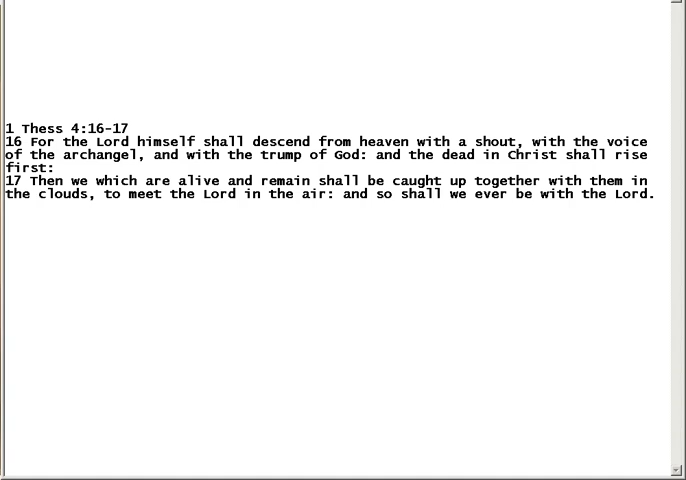 1 Thess 4:16-17
16 For the Lord himself shall descend from heaven with a shout, with the voice
of the archangel, and with the trump of God: and the dead in Christ shall rise
first:
17 Then we which are alive and remain shall be caught up together with them in
the clouds, to meet the Lord in the air: and so shall we ever be with the Lord.